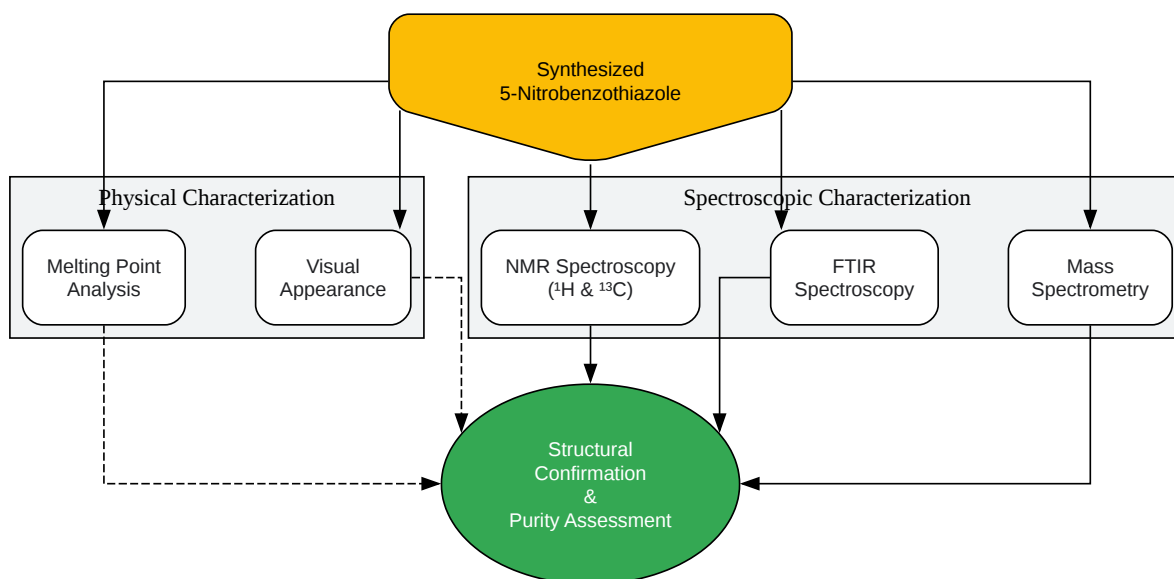 Synthesized
5-Nitrobenzothiazole
Physical Characterization
Spectroscopic Characterization
Melting Point
Analysis
Visual
Appearance
NMR Spectroscopy
(¹H & ¹³C)
FTIR
Spectroscopy
Mass
Spectrometry
Structural
Confirmation
&
Purity Assessment